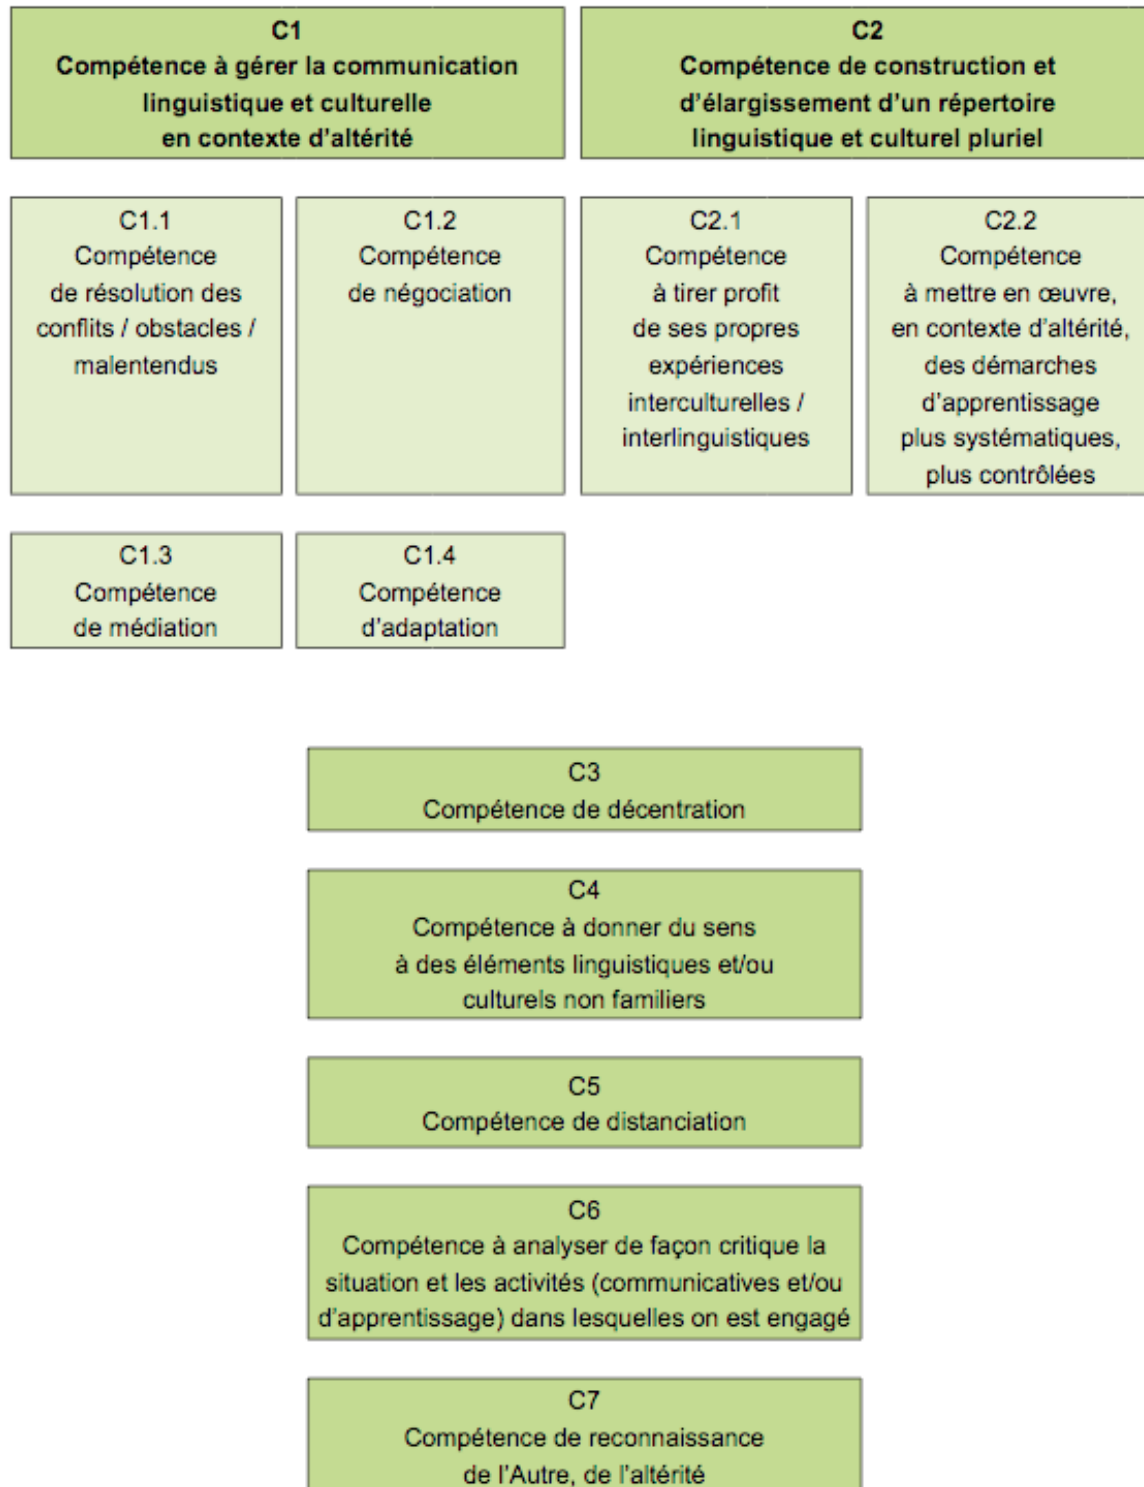 C1
Compétence à gérer la communication
linguistique et culturelle
en contexte d'altérité
C2
Compétence de construction et
d'élargissement d'un répertoire
linguistique et culturel pluriel
C1.1
Compétence
de résolution des
conflits / obstacles /
malentendus
C1.2
Compétence
de négociation
C2.1
Compétence
à tirer profit
de ses propres
expériences
interculturelles /
interlinguistiques
C2.2
Compétence
à mettre en œuvre,
en contexte d'altérité,
des démarches
d'apprentissage
plus systématiques,
plus contrôlées
C1.3
Compétence
de médiation
C1.4
Compétence
d'adaptation
C3
Compétence de décentration
C4
Compétence à donner du sens
à des éléments linguistiques et/ou
culturels non familiers
C5
Compétence de distanciation
C6
Compétence à analyser de façon critique la
situation et les activités (communicatives et/ou
d'apprentissage) dans lesquelles on est engagé
C7
Compétence de reconnaissance
de l'Autre, de l'altérité